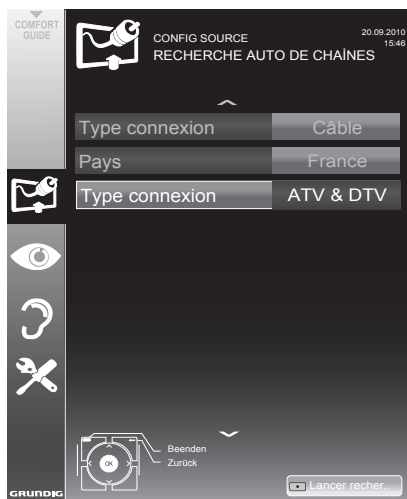 COMFORT
GUIDE
CONFIG SOURCE
20.09.2010
15:46
RECHERCHE AUTO DE CHAÎNES
Type connexion
Câble
Pays
France
Type connexion
ATV & DTV
Beenden
OK
Zurück
Lancer recher..
GRUNDIG